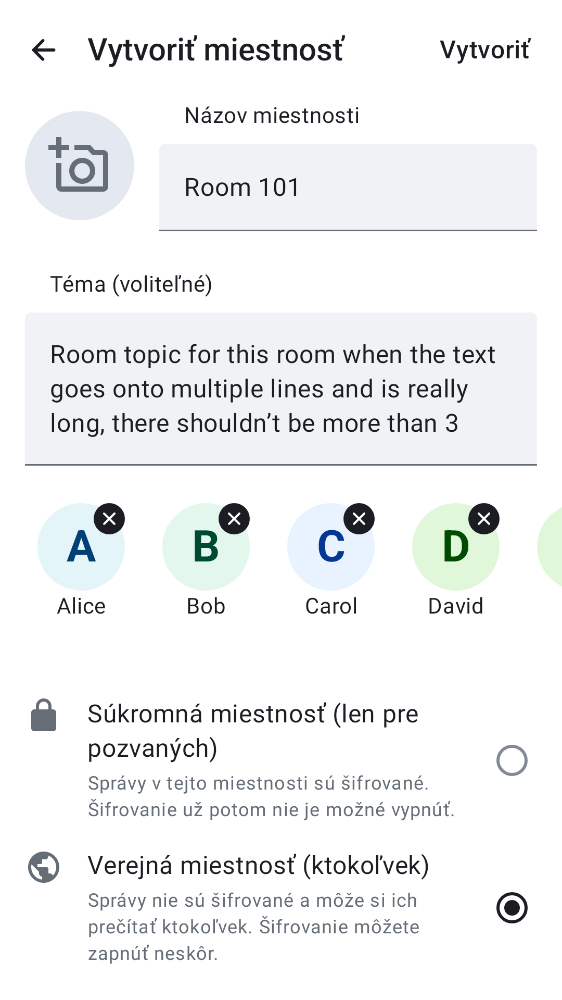 Vytvoriť miestnosť
Vytvoriť
Názov miestnosti
Room 101
Téma (voliteľné)
Room topic for this room when the text
goes onto multiple lines and is really
long, there shouldn’t be more than 3
A
B
C
D
Alice
Bob
Carol
David
Súkromná miestnosť (len pre
pozvaných)
Správy v tejto miestnosti sú šifrované.
Šifrovanie už potom nie je možné vypnúť.
Verejná miestnosť (ktokoľvek)
Správy nie sú šifrované a môže si ich
prečítať ktokoľvek. Šifrovanie môžete
zapnúť neskôr.